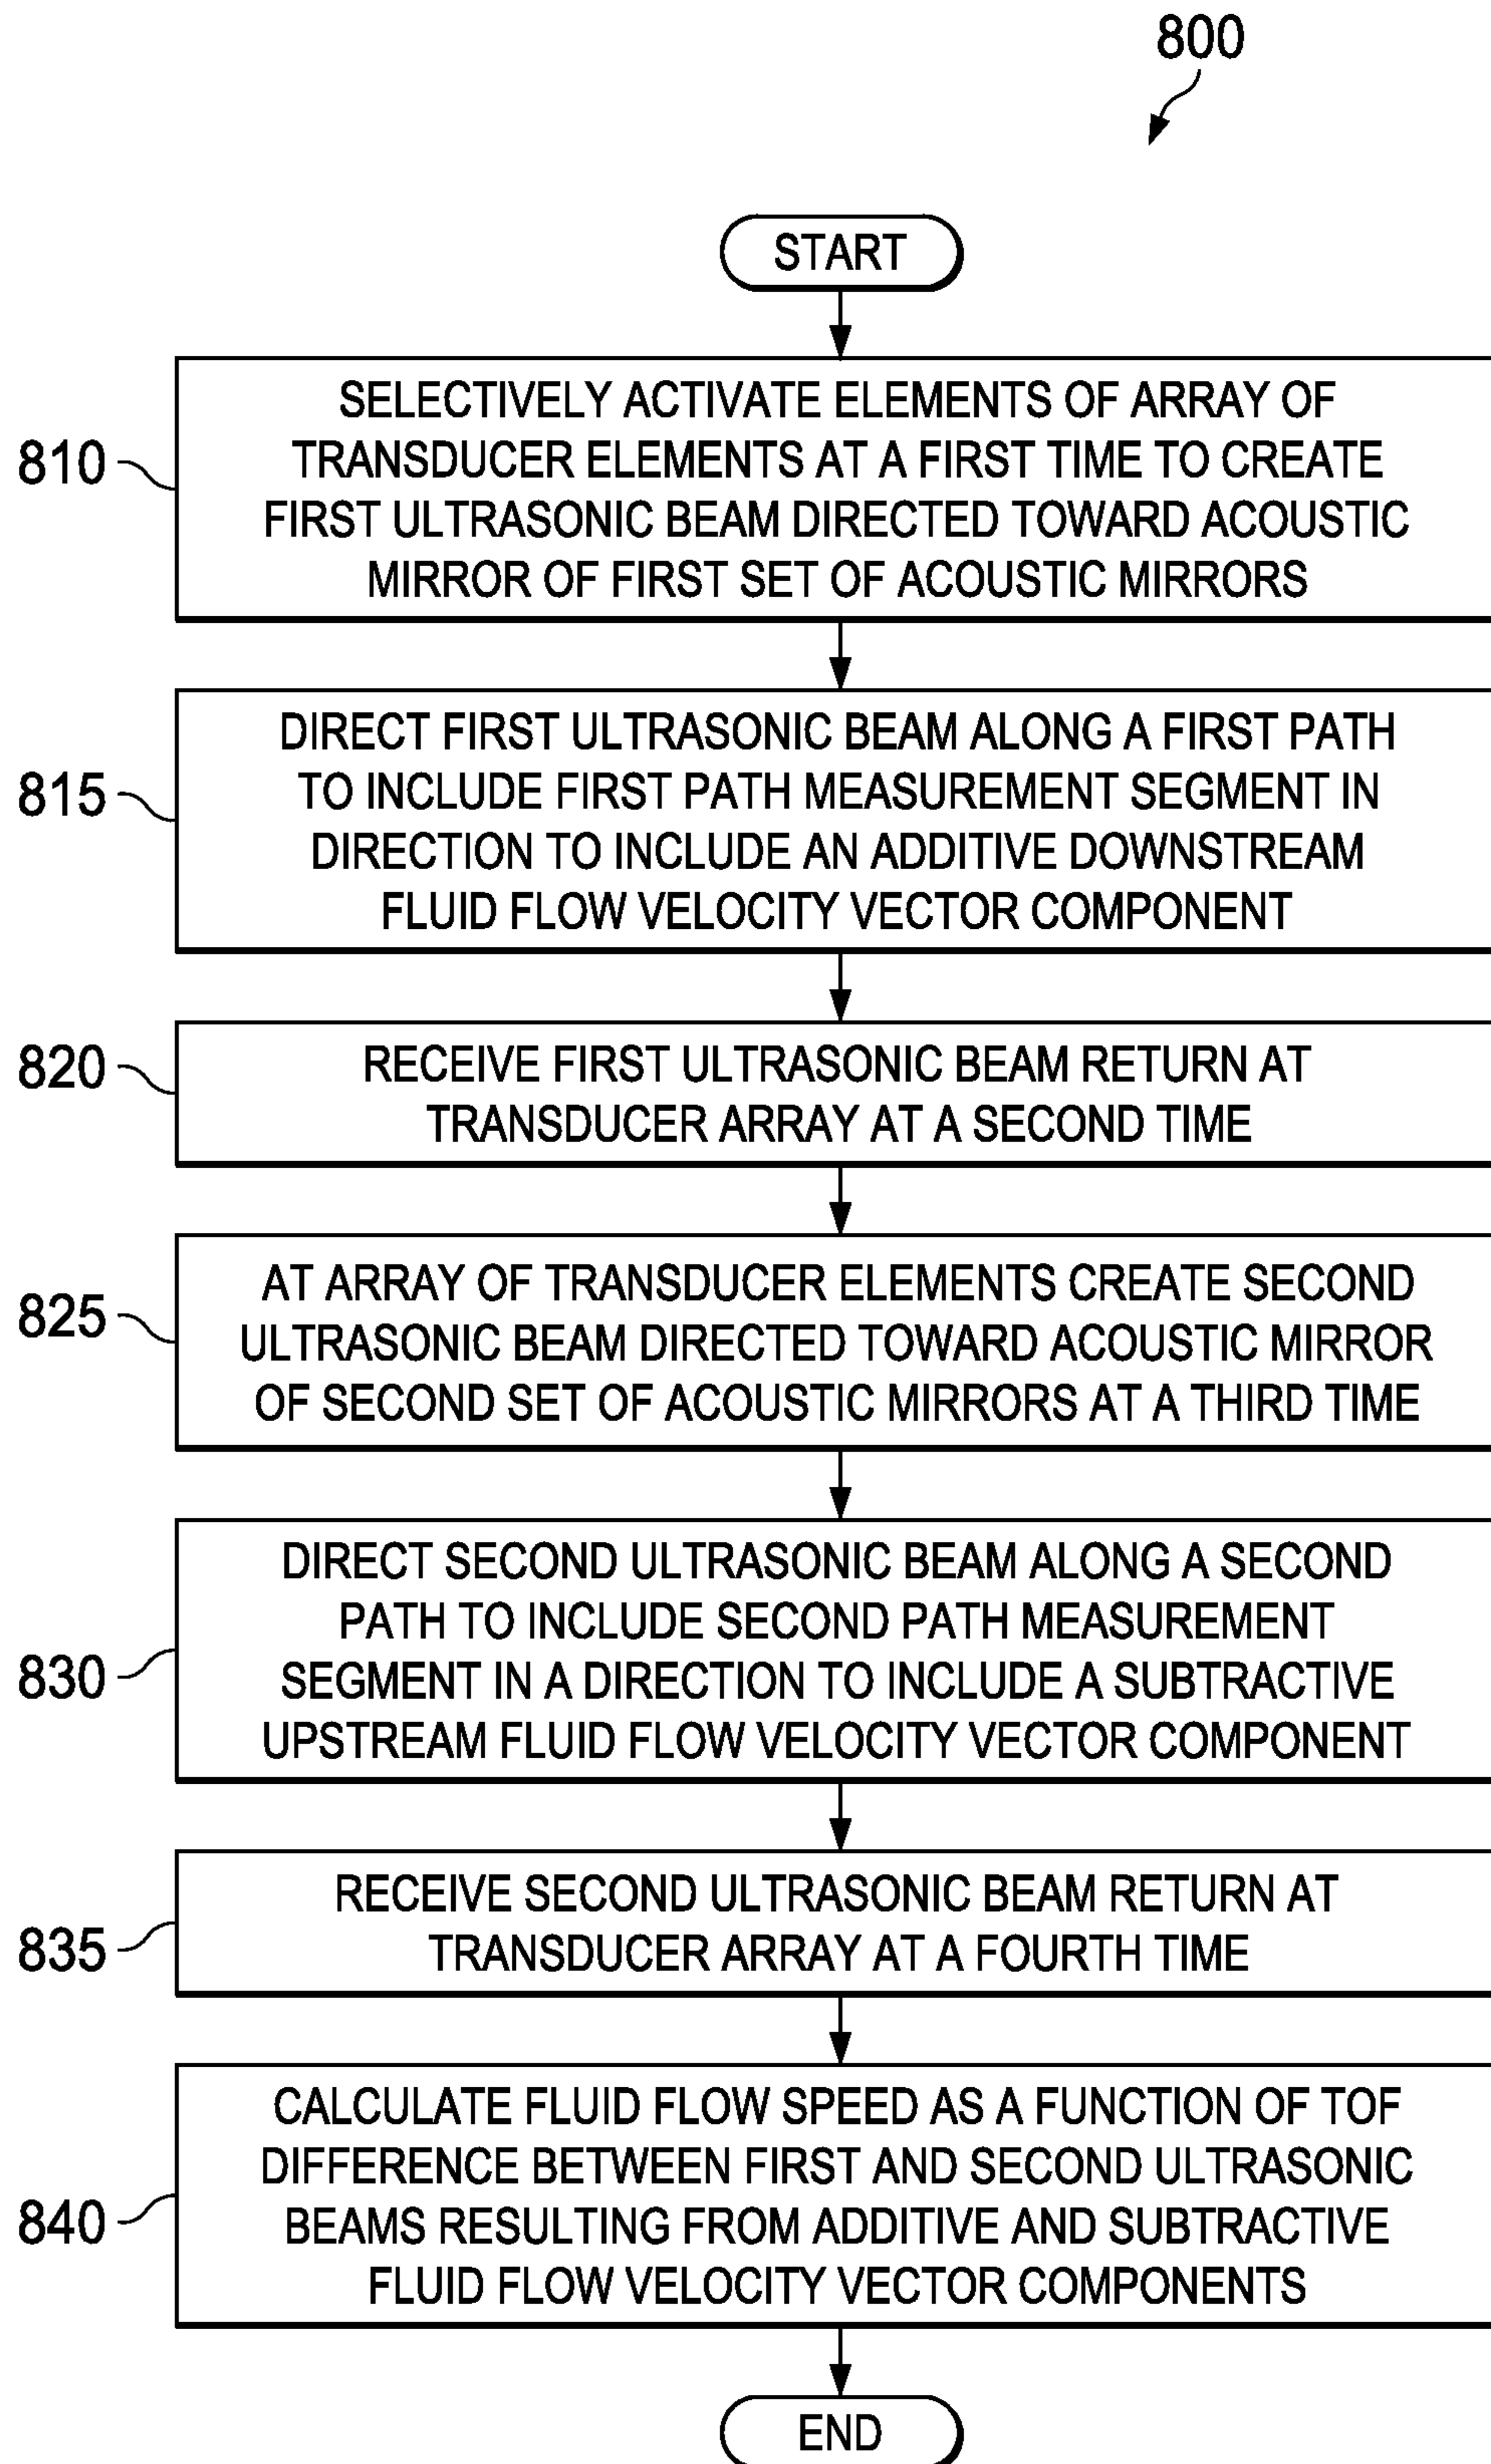 800
START
810
SELECTIVELY ACTIVATE ELEMENTS OF ARRAY OF
TRANSDUCER ELEMENTS AT A FIRST TIME TO CREATE
FIRST ULTRASONIC BEAM DIRECTED TOWARD ACOUSTIC
MIRROR OF FIRST SET OF ACOUSTIC MIRRORS
815
DIRECT FIRST ULTRASONIC BEAM ALONG A FIRST PATH
TO INCLUDE FIRST PATH MEASUREMENT SEGMENT IN
DIRECTION TO INCLUDE AN ADDITIVE DOWNSTREAM
FLUID FLOW VELOCITY VECTOR COMPONENT
820
RECEIVE FIRST ULTRASONIC BEAM RETURN AT
TRANSDUCER ARRAY AT A SECOND TIME
825
AT ARRAY OF TRANSDUCER ELEMENTS CREATE SECOND
ULTRASONIC BEAM DIRECTED TOWARD ACOUSTIC MIRROR
OF SECOND SET OF ACOUSTIC MIRRORS AT A THIRD TIME
830
DIRECT SECOND ULTRASONIC BEAM ALONG A SECOND
PATH TO INCLUDE SECOND PATH MEASUREMENT
SEGMENT IN A DIRECTION TO INCLUDE A SUBTRACTIVE
UPSTREAM FLUID FLOW VELOCITY VECTOR COMPONENT
835
RECEIVE SECOND ULTRASONIC BEAM RETURN AT
TRANSDUCER ARRAY AT A FOURTH TIME
840
CALCULATE FLUID FLOW SPEED AS A FUNCTION OF TOF
DIFFERENCE BETWEEN FIRST AND SECOND ULTRASONIC
BEAMS RESULTING FROM ADDITIVE AND SUBTRACTIVE
FLUID FLOW VELOCITY VECTOR COMPONENTS
END